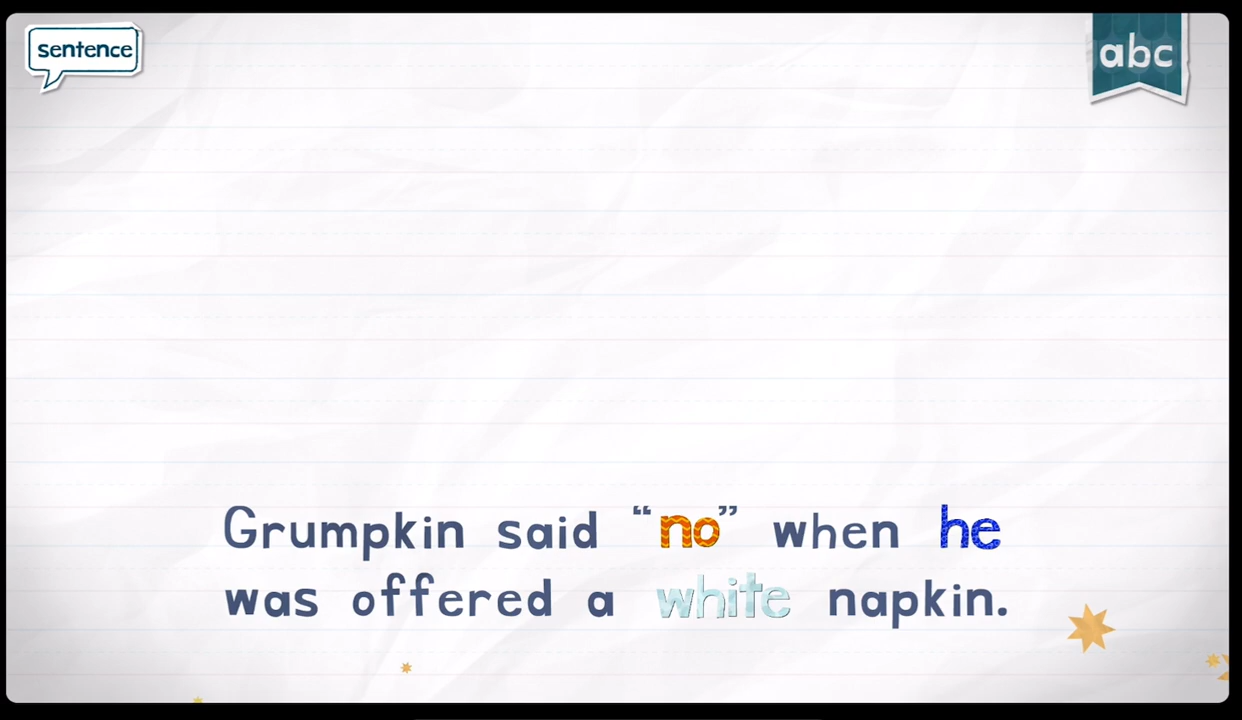 sentence
abc
Grumpkin said “no” when he
was offered a white napkin.